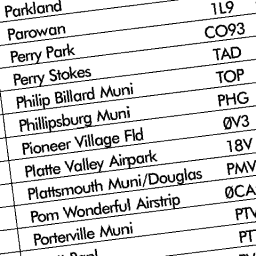 Parkland
Parowan 1L9
Perry Park CO93
Perry Stokes TAD
Philip Billard Muni TOP
Phillipsburg Muni PHG
Pioneer Village Fld ØV3
Platte Valley Airpark 18V
Plattsmouth Muni/Douglas PMV
Pom Wonderful Airstrip ØCA
Porterville Muni PTV
PT